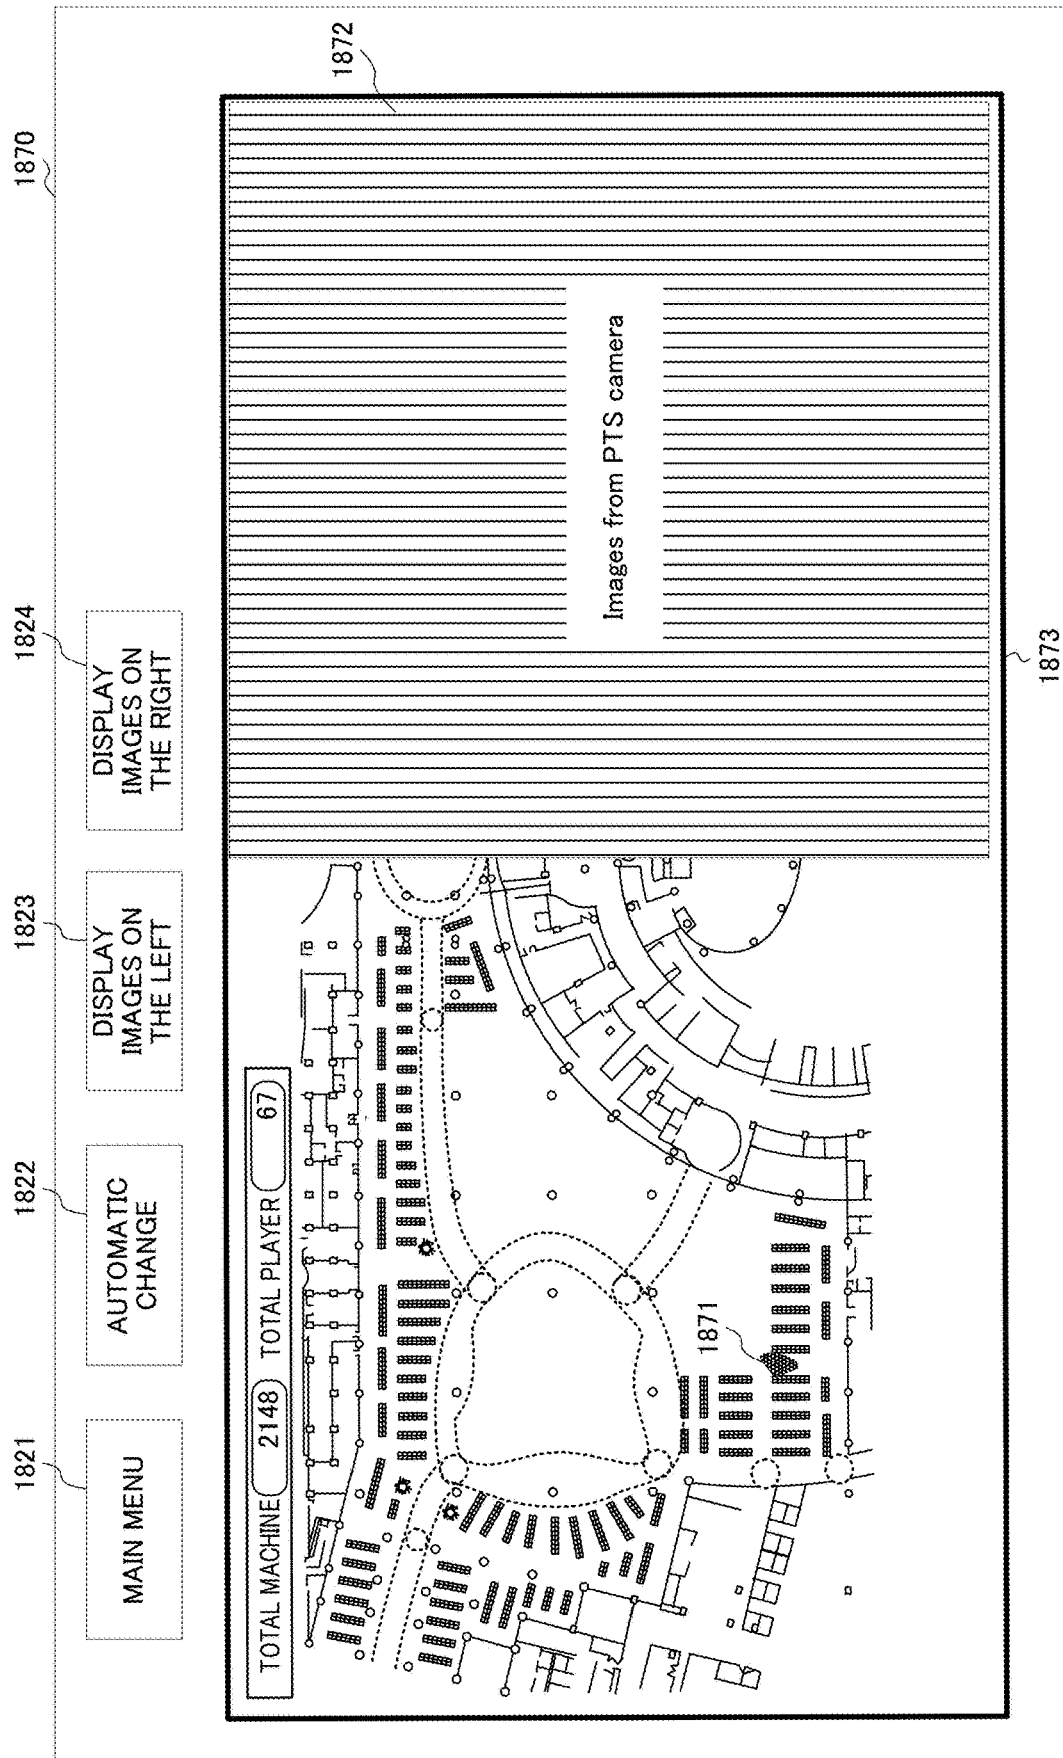 1870
1821
1822
1823
1824
MAIN MENU
AUTOMATIC
CHANGE
DISPLAY
IMAGES ON
THE LEFT
DISPLAY
IMAGES ON
THE RIGHT
1872
TOTAL MACHINE 2148 TOTAL PLAYER 67
Images from PTS camera
1871
1873